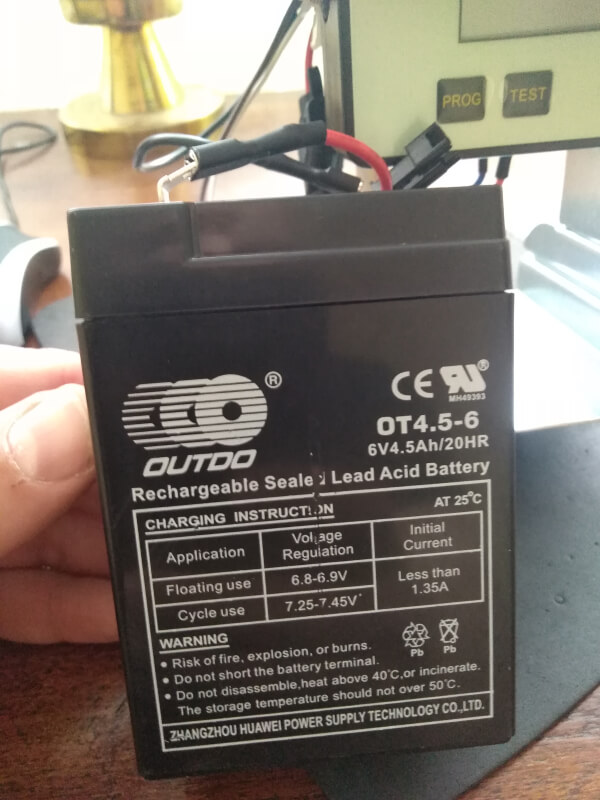 PROG TEST
®
CE RU®
MH49393
OT4.5-6
6V4.5Ah/20HR
OUTDO
Rechargeable Sealed Lead Acid Battery
CHARGING INSTRUCTION AT 25°C
Application Voltage Regulation Initial Current
Floating use 6.8-6.9V Less than 1.35A
Cycle use 7.25-7.45V
WARNING
• Risk of fire, explosion, or burns.
• Do not short the battery terminal.
• Do not disassemble,heat above 40℃,or incinerate.
The storage temperature should not over 50℃.
Pb Pb
ZHANGZHOU HUAWEI POWER SUPPLY TECHNOLOGY CO.,LTD.